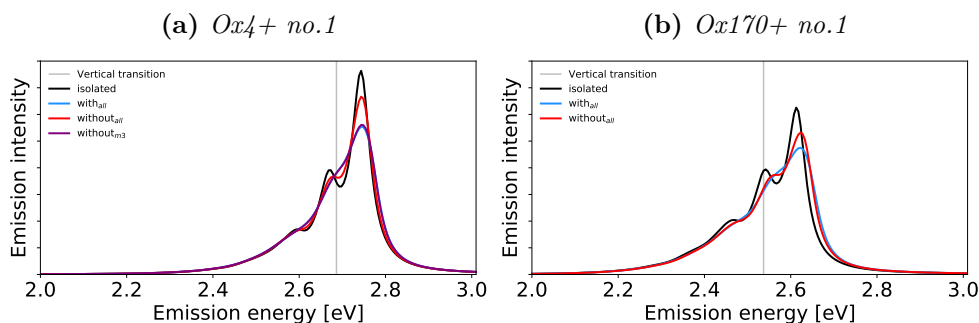 (a) Ox4+ no.1
Emission intensity
Vertical transition
isolated
with_all
without_all
without_m3
2.0 2.2 2.4 2.6 2.8 3.0
Emission energy [eV]
(b) Ox170+ no.1
Emission intensity
Vertical transition
isolated
with_all
without_all
2.0 2.2 2.4 2.6 2.8 3.0
Emission energy [eV]